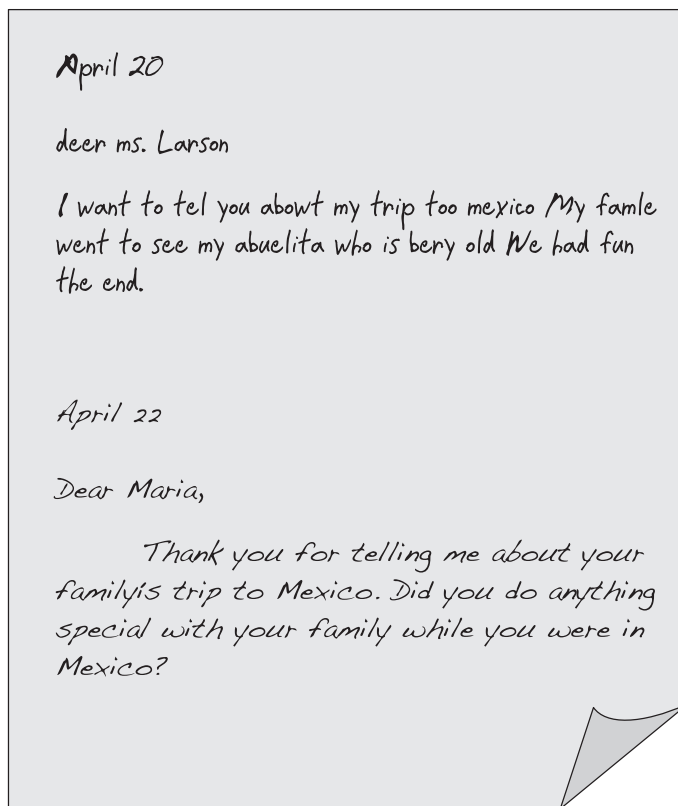 April 20
deer ms. Larson
I want to tel you abowt my trip too mexico My famle
went to see my abuelita who is bery old We had fun
the end.
April 22
Dear Maria,
Thank you for telling me about your
family's trip to Mexico. Did you do anything
special with your family while you were in
Mexico?